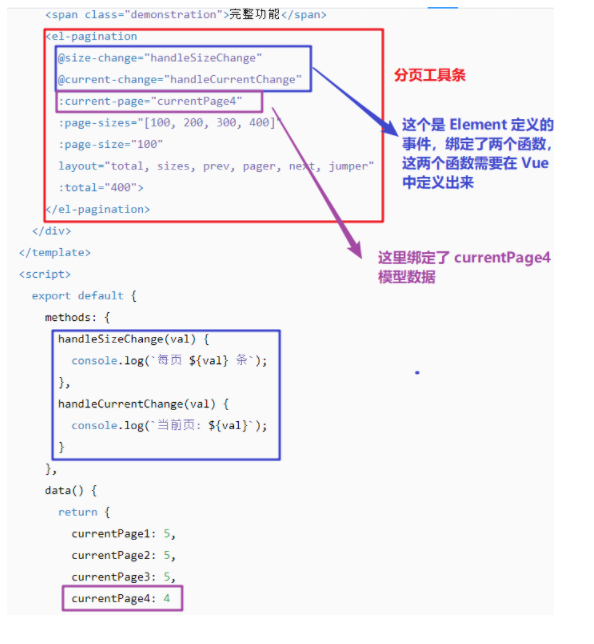 <span class="demonstration">完整功能</span>
<el-pagination
@size-change="handleSizeChange"
@current-change="handleCurrentChange"
:current-page="currentPage4"
:page-sizes="[100, 200, 300, 400]"
:page-size="100"
layout="total, sizes, prev, pager, next, jumper"
:total="400">
</el-pagination>
</div>
</template>
<script>
export default {
methods: {
handleSizeChange(val) {
console.log(`每页 ${val} 条`);
},
handleCurrentChange(val) {
console.log(`当前页: ${val}`);
}
},
data() {
return {
currentPage1: 5,
currentPage2: 5,
currentPage3: 5,
currentPage4: 4
分页工具条
这个是 Element 定义的
事件，绑定了两个函数，
这两个函数需要在 Vue
中定义出来
这里绑定了 currentPage4
模型数据